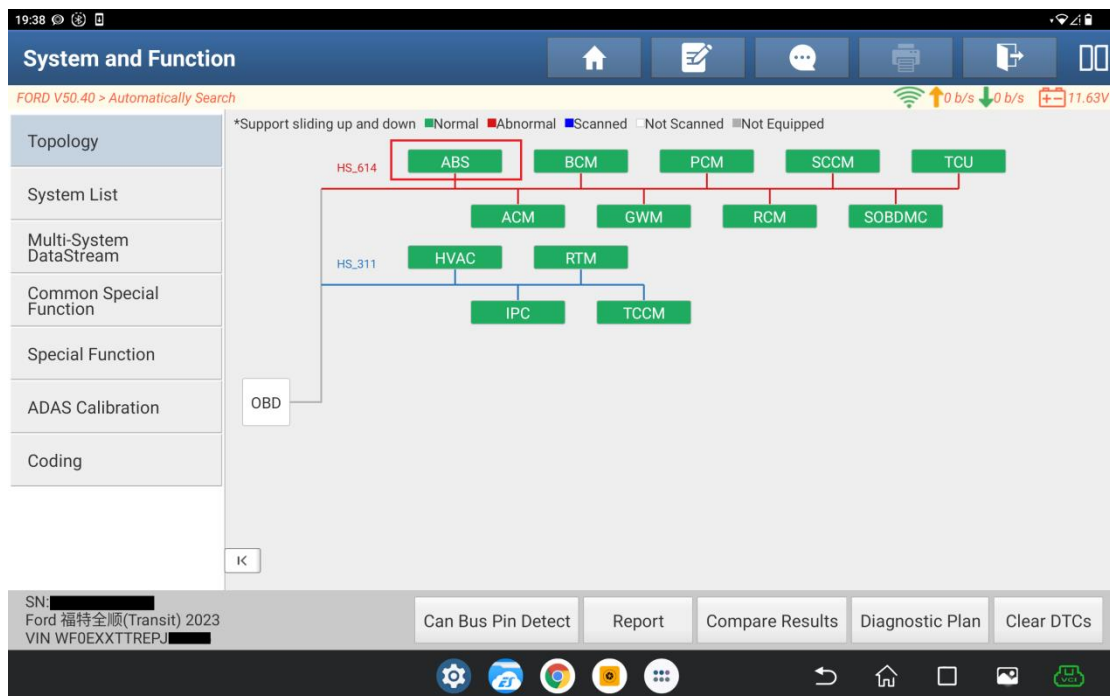 19:38
System and Function
FORD V50.40 > Automatically Search
0 b/s 0 b/s 11.63V
Topology
System List
Multi-System
DataStream
Common Special
Function
Special Function
ADAS Calibration
Coding
*Support sliding up and down Normal Abnormal Scanned Not Scanned Not Equipped
HS_614
ABS BCM PCM SCCM TCU
ACM GWM RCM SOBDMC
HS_311
HVAC RTM
IPC TCCM
OBD
SN:
Ford 福特全顺(Transit) 2023
VIN WF0EXXTTREPJ
Can Bus Pin Detect Report Compare Results Diagnostic Plan Clear DTCs
ES
VCI